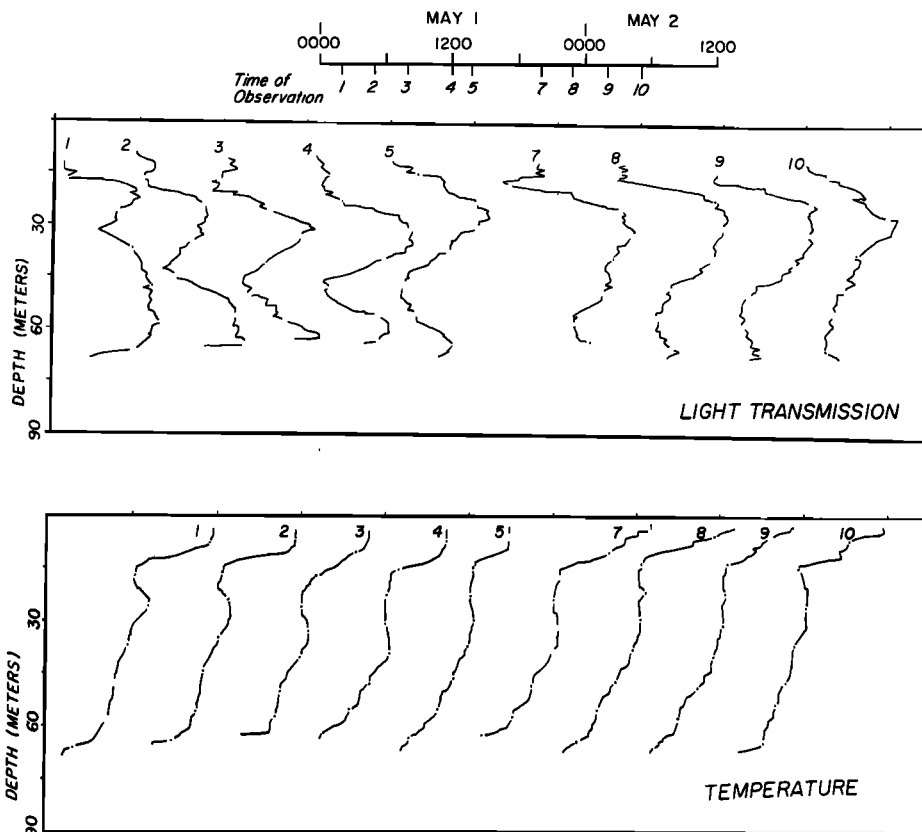 MAY 1 MAY 2
0000 1200 0000 1200
Time of
Observation 1 2 3 4 5 7 8 9 10
1 2 3 4 5 7 8 9 10
30
60
90
DEPTH (METERS)
LIGHT TRANSMISSION
1 2 3 4 5 7 8 9 10
30
60
90
DEPTH (METERS)
TEMPERATURE